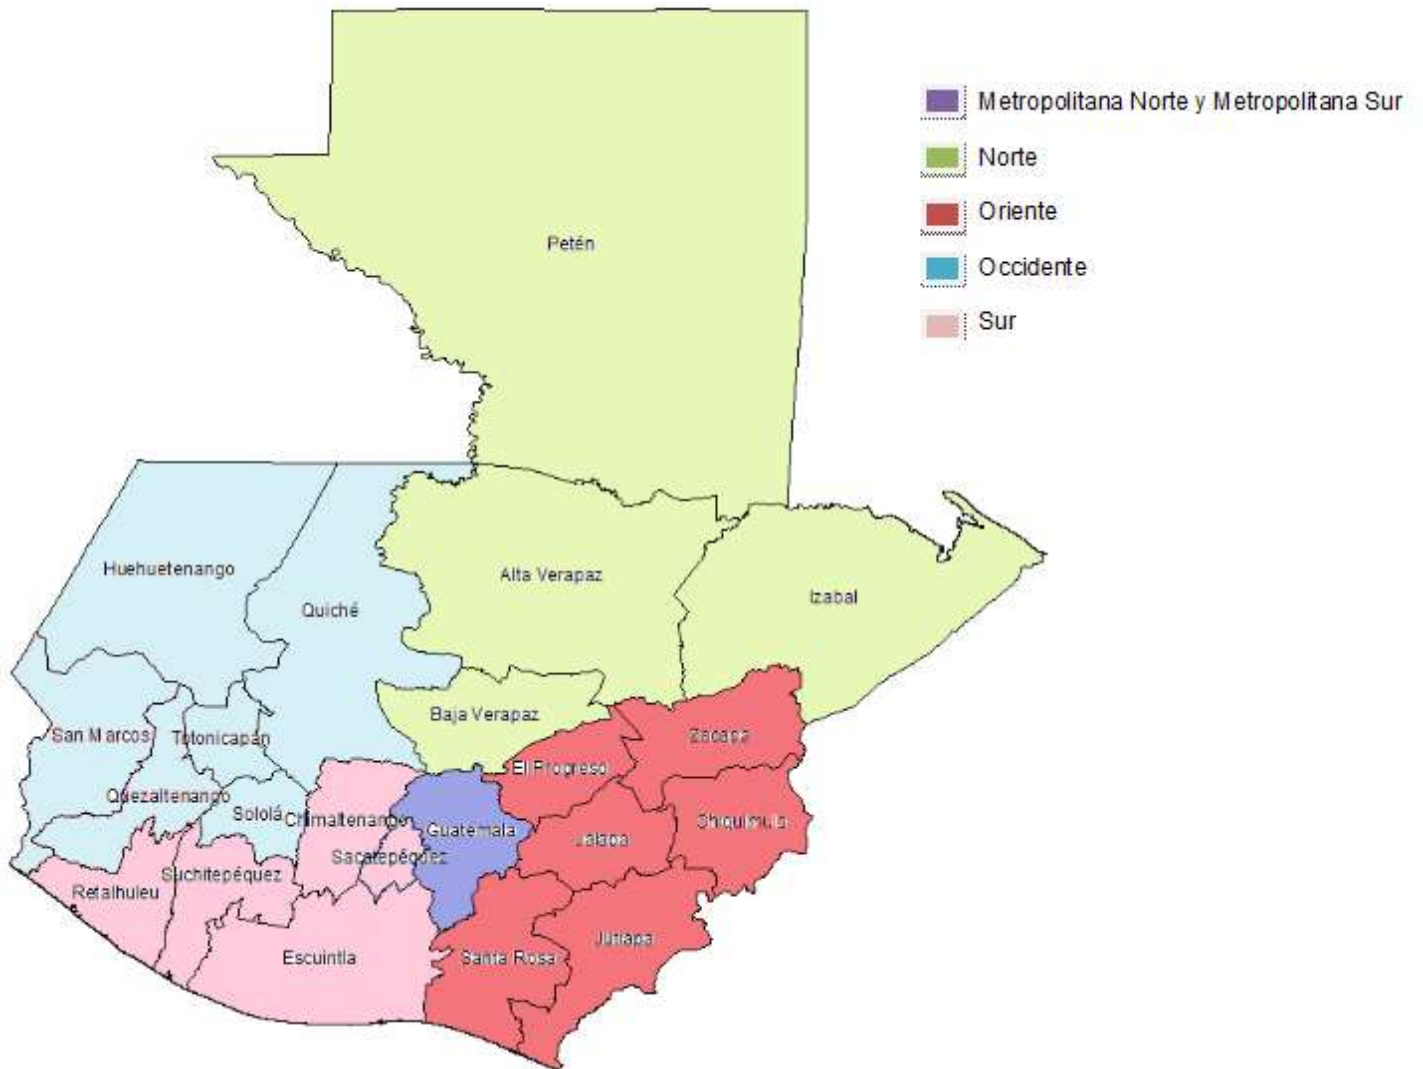 Metropolitana Norte y Metropolitana Sur
Norte
Oriente
Occidente
Sur
Petén
Huehuetenango
Quiché
Alta Verapaz
Izabal
San Marcos
Totonicapán
Baja Verapaz
Zacapa
El Progreso
Quezaltenango
Sololá
Chimaltenango
Guatemala
Jalapa
Chiquimula
Sacatepéquez
Retalhuleu
Suchitepéquez
Escuintla
Santa Rosa
Jutiapa